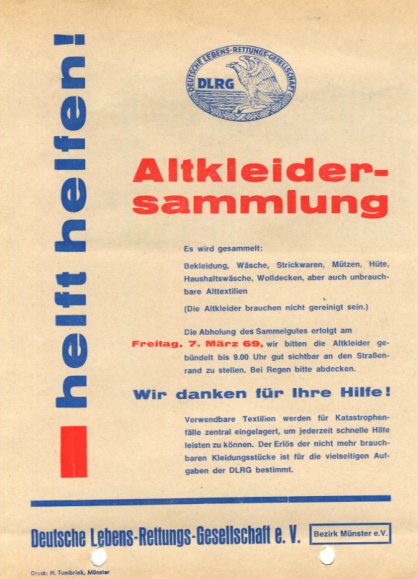 helft helfen!
DEUTSCHE LEBENS-RETTUNGS-GESELLSCHAFT
DLRG
Altkleider-
sammlung
Es wird gesammelt:
Bekleidung, Wäsche, Strickwaren, Mützen, Hüte,
Haushaltswäsche, Wolldecken, aber auch unbrauch-
bare Alttextilien
(Die Altkleider brauchen nicht gereinigt sein.)
Die Abholung des Sammelgutes erfolgt am
Freitag, 7. März 69, wir bitten die Altkleider ge-
bündelt bis 9.00 Uhr gut sichtbar an den Straßen-
rand zu stellen. Bei Regen bitte abdecken.
Wir danken für Ihre Hilfe!
Verwendbare Textilien werden für Katastrophen-
fälle zentral eingelagert, um jederzeit schnelle Hilfe
leisten zu können. Der Erlös der nicht mehr brauch-
baren Kleidungsstücke ist für die vielseitigen Auf-
gaben der DLRG bestimmt.
Deutsche Lebens-Rettungs-Gesellschaft e. V.
Bezirk Münster e.V.
Druck: H. Tumbrink, Münster